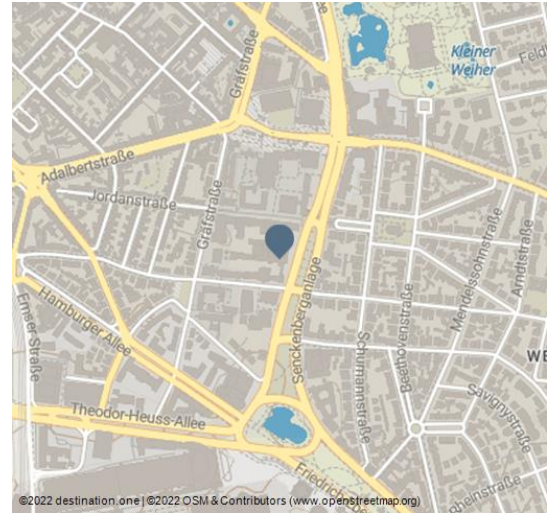 Gräfstraße
Kleiner
Weiher
Adalbertstraße
Jordanstraße
Gräfstraße
Mendelssohnstraße
Arndtstraße
Senckenberganlage
Beethovenstraße
Schumannstraße
Hamburger Allee
Emser Straße
WE
Savignystraße
Theodor-Heuss-Allee
©2022 destination.one | ©2022 OSM & Contributors (www.openstreetmap.org)